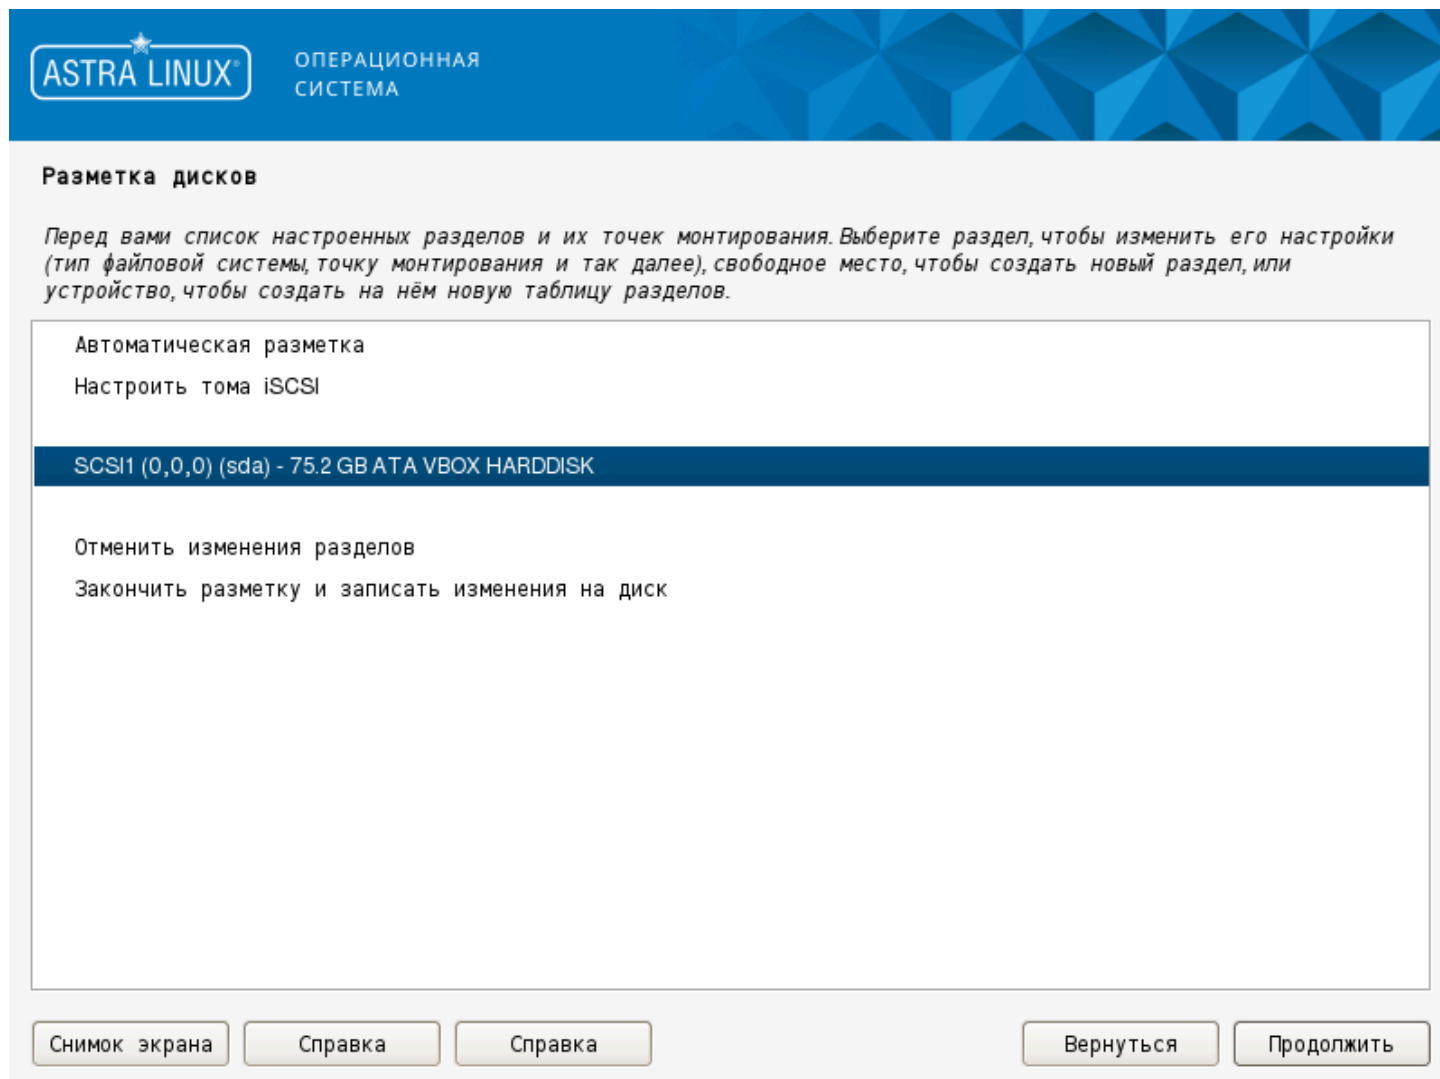 ASTRA LINUX®
ОПЕРАЦИОННАЯ
СИСТЕМА
Разметка дисков
Перед вами список настроенных разделов и их точек монтирования. Выберите раздел, чтобы изменить его настройки
(тип файловой системы, точку монтирования и так далее), свободное место, чтобы создать новый раздел, или
устройство, чтобы создать на нём новую таблицу разделов.
Автоматическая разметка
Настроить тома iSCSI
SCSI1 (0,0,0) (sda) - 75.2 GB ATA VBOX HARDDISK
Отменить изменения разделов
Закончить разметку и записать изменения на диск
Снимок экрана
Справка
Справка
Вернуться
Продолжить